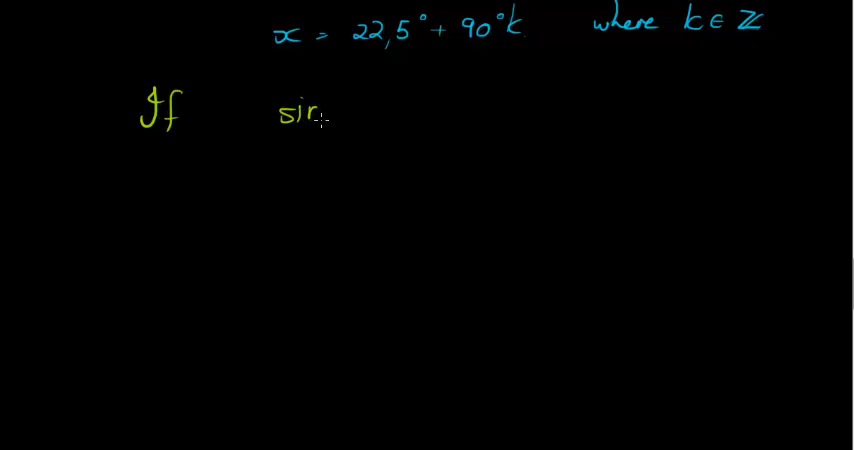 x = 22,5° + 90°k where k ∈ ℤ
If sir